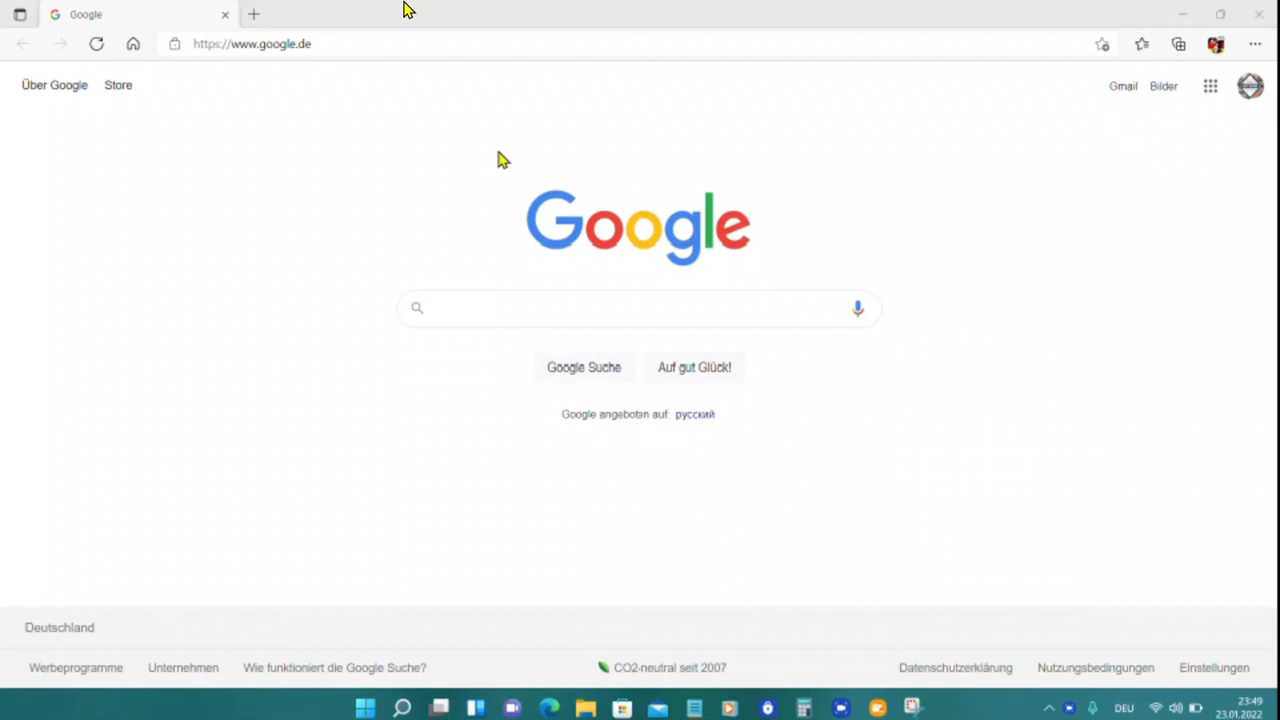 Google
https://www.google.de
Über Google Store
Gmail Bilder
Google
Google Suche Auf gut Glück!
Google angeboten auf: русский
Deutschland
Werbeprogramme Unternehmen Wie funktioniert die Google Suche? CO2-neutral seit 2007 Datenschutzerklärung Nutzungsbedingungen Einstellungen
DEU 23:49
23.01.2022